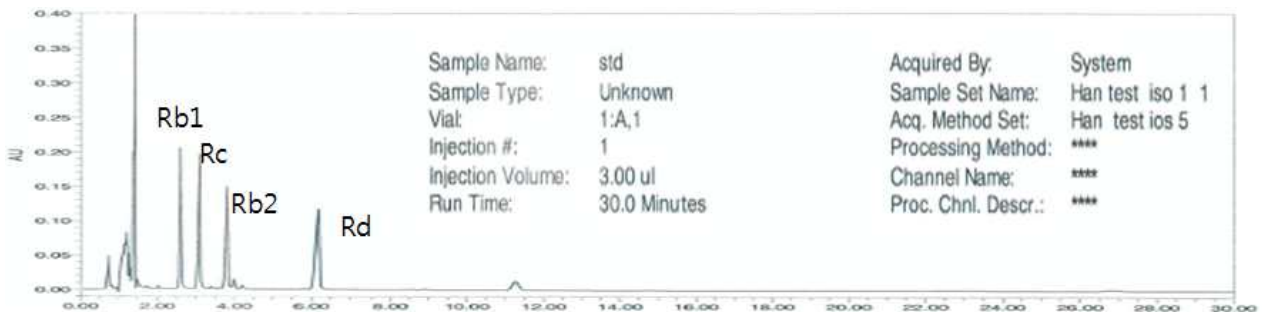 0.40
0.35
0.30
0.25
0.20
0.15
0.10
0.05
0.00
AU
Rb1
Rc
Rb2
Rd
Sample Name: std
Sample Type: Unknown
Vial: 1:A,1
Injection #: 1
Injection Volume: 3.00 ul
Run Time: 30.0 Minutes
Acquired By: System
Sample Set Name: Han test iso 1 1
Acq. Method Set: Han test ios 5
Processing Method: ****
Channel Name: ****
Proc. Chnl. Descr.: ****
0.00 2.00 4.00 6.00 8.00 10.00 12.00 14.00 16.00 18.00 20.00 22.00 24.00 26.00 28.00 30.00